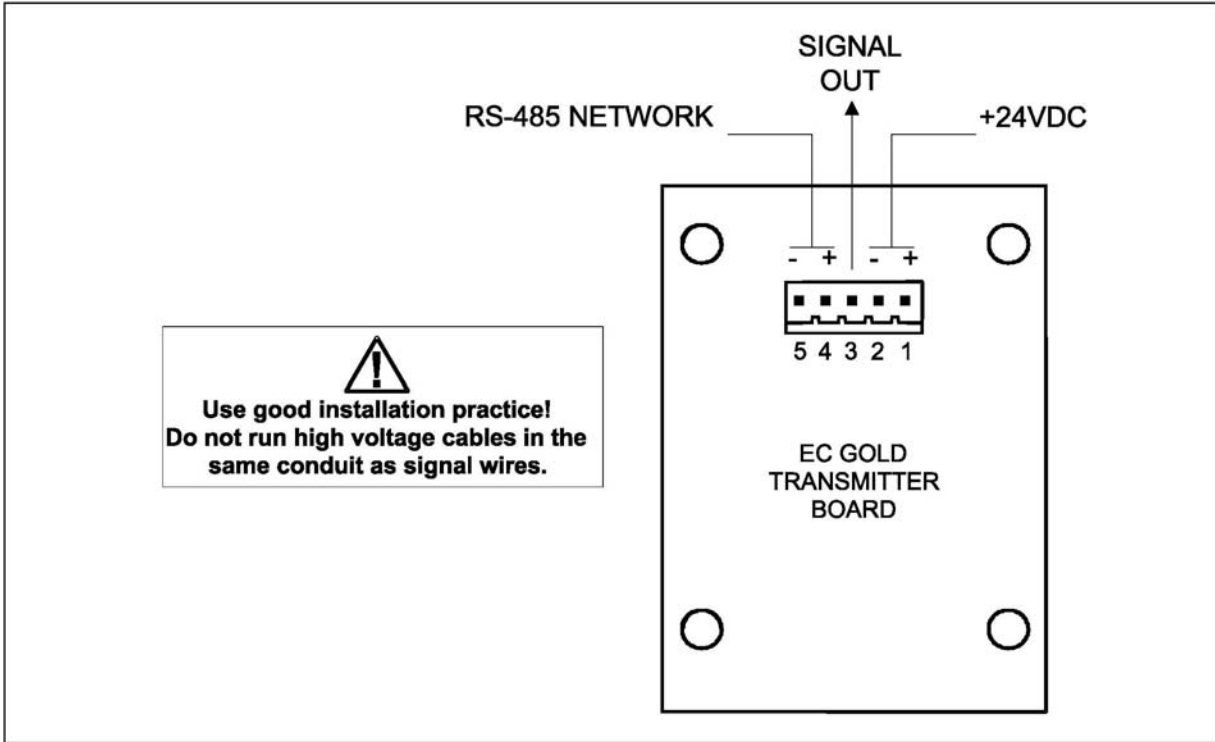 SIGNAL
OUT
RS-485 NETWORK
+24VDC
- + - +
5 4 3 2 1
!
Use good installation practice!
Do not run high voltage cables in the
same conduit as signal wires.
EC GOLD
TRANSMITTER
BOARD